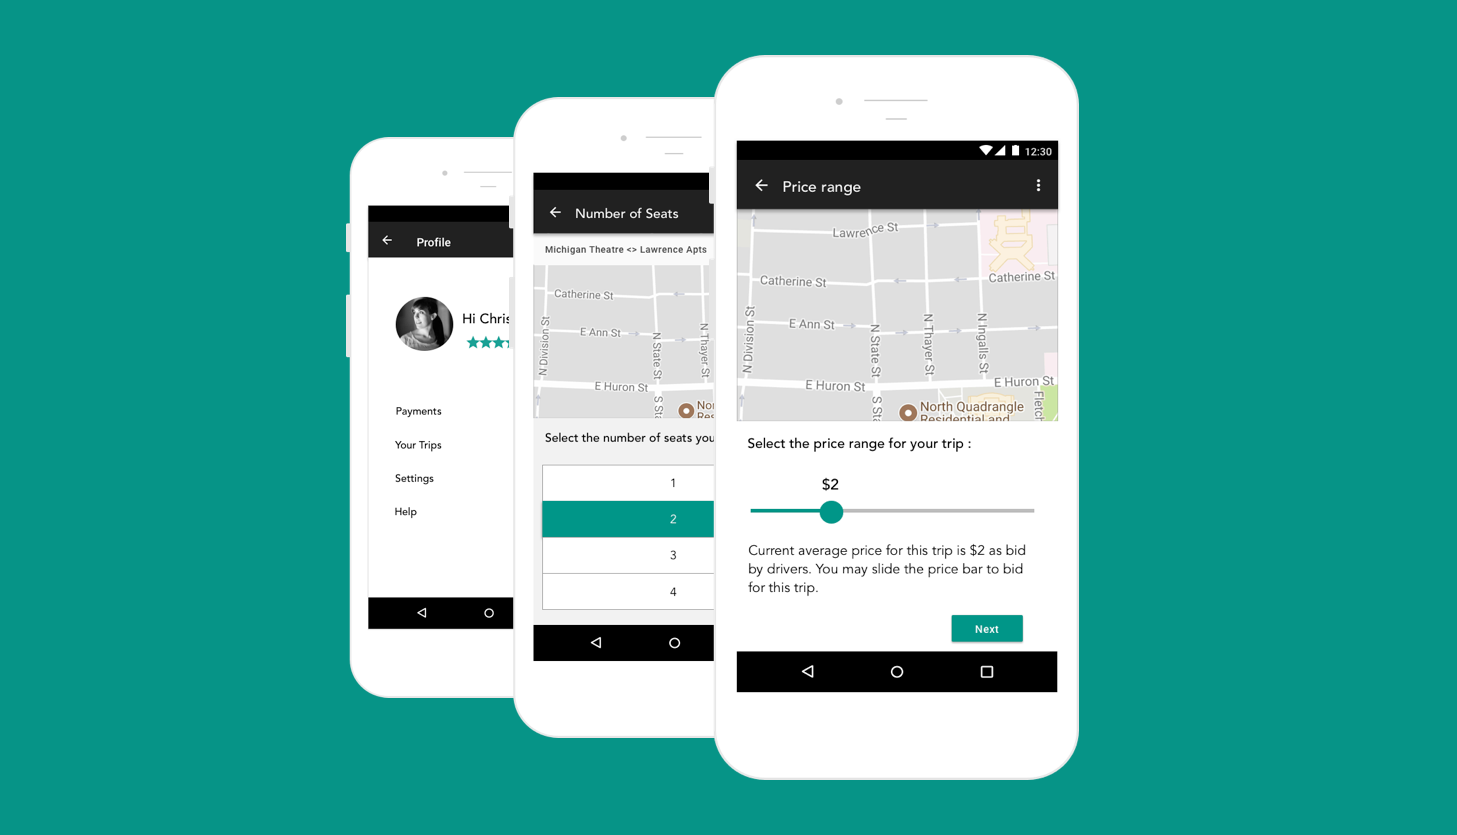 Profile
Hi Chris
Payments
Your Trips
Settings
Help
Number of Seats
Michigan Theatre <> Lawrence Apts
Catherine St
E Ann St
N Division St
N State St
N Thayer St
E Huron St
S Sta
Nor
Resi
Select the number of seats you
1
2
3
4
12:30
Price range
Lawrence St
Catherine St
Catherine St
E Ann St
N Division St
N State St
N Thayer St
N Ingalls St
E Huron St
E Huron St
S Sta
Fletch
North Quadrangle
Residential and
Select the price range for your trip :
$2
Current average price for this trip is $2 as bid
by drivers. You may slide the price bar to bid
for this trip.
Next